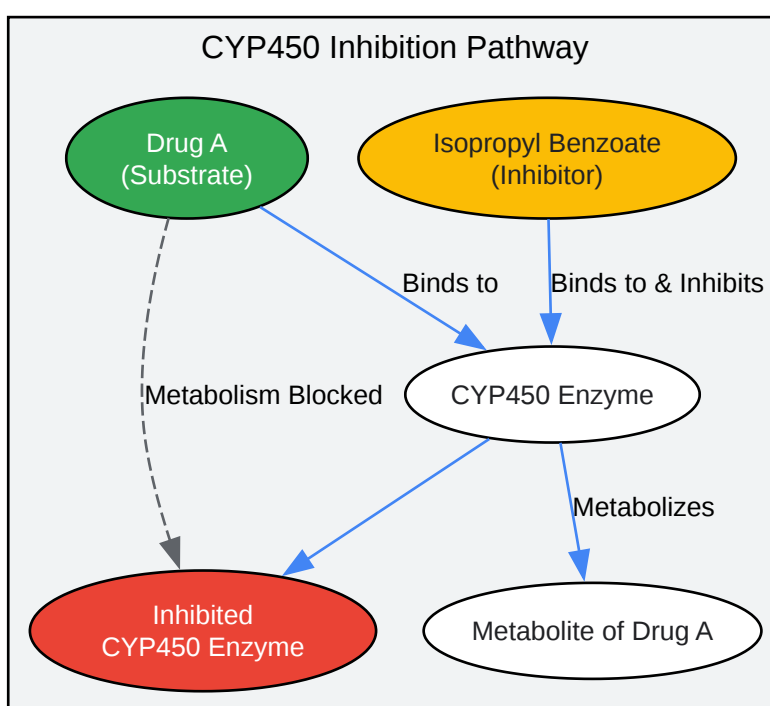 CYP450 Inhibition Pathway
Drug A
(Substrate)
Isopropyl Benzoate
(Inhibitor)
Binds to
Binds to & Inhibits
Metabolism Blocked
CYP450 Enzyme
Metabolizes
Inhibited
CYP450 Enzyme
Metabolite of Drug A